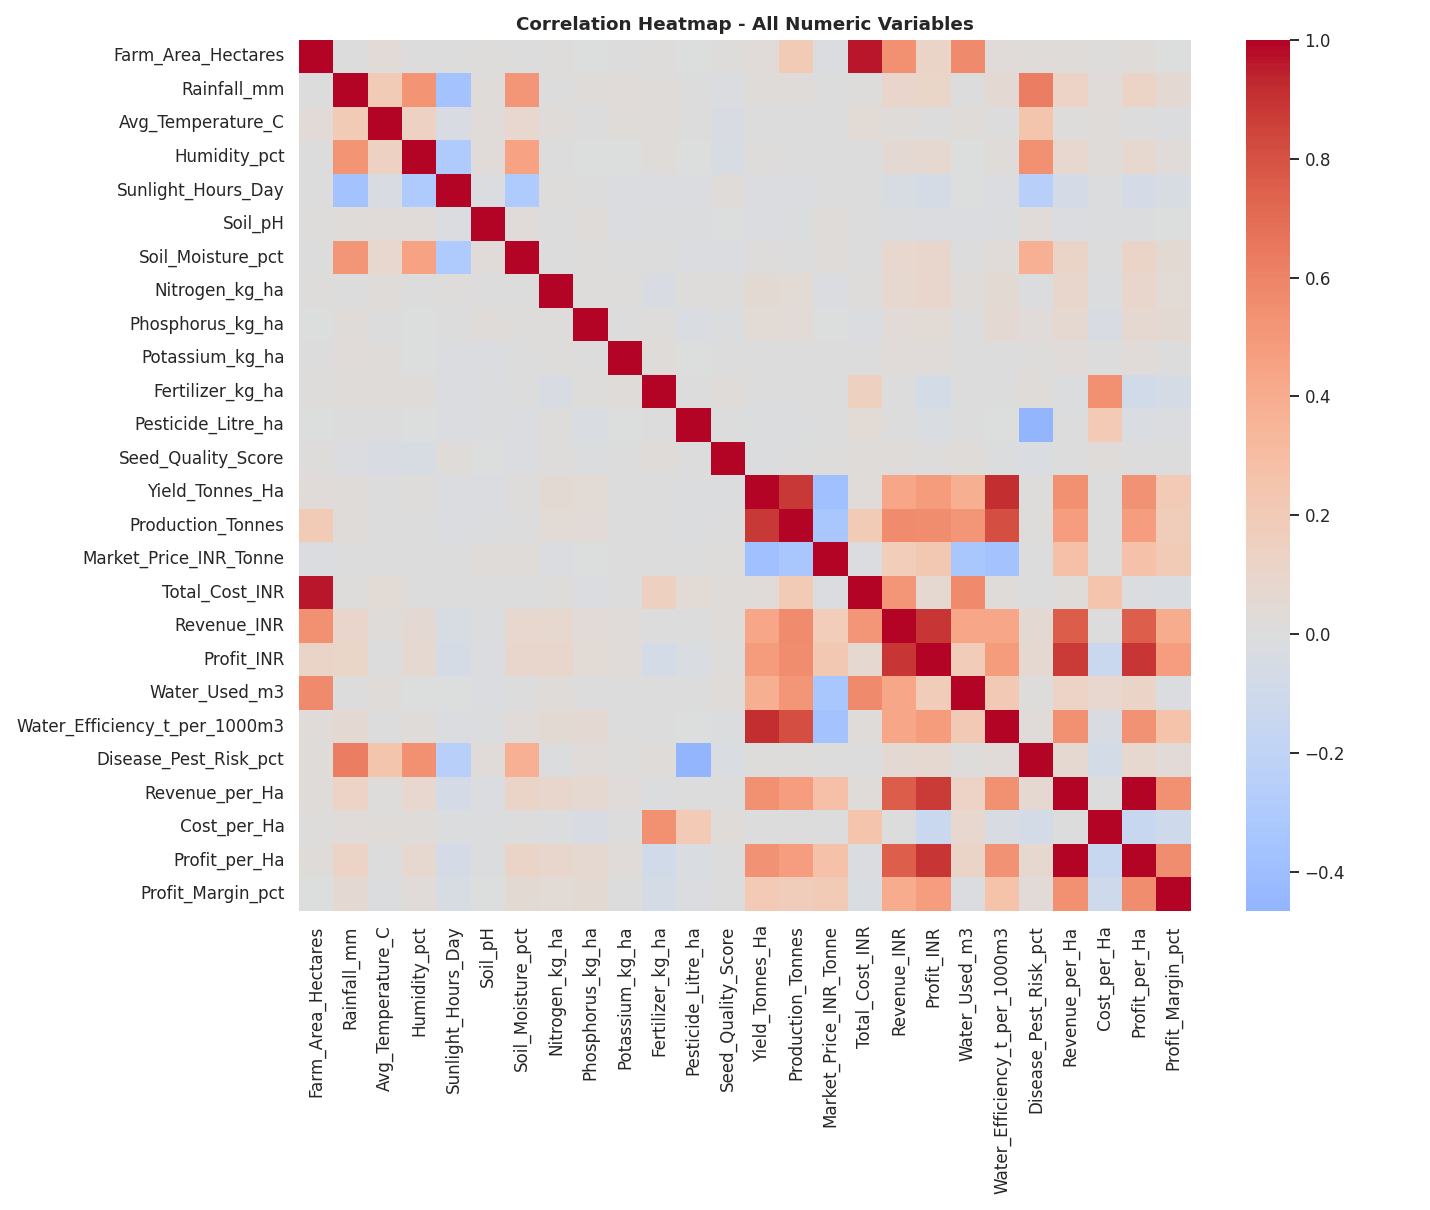 Correlation Heatmap - All Numeric Variables
Farm_Area_Hectares
Rainfall_mm
Avg_Temperature_C
Humidity_pct
Sunlight_Hours_Day
Soil_pH
Soil_Moisture_pct
Nitrogen_kg_ha
Phosphorus_kg_ha
Potassium_kg_ha
Fertilizer_kg_ha
Pesticide_Litre_ha
Seed_Quality_Score
Yield_Tonnes_Ha
Production_Tonnes
Market_Price_INR_Tonne
Total_Cost_INR
Revenue_INR
Profit_INR
Water_Used_m3
Water_Efficiency_t_per_1000m3
Disease_Pest_Risk_pct
Revenue_per_Ha
Cost_per_Ha
Profit_per_Ha
Profit_Margin_pct
Farm_Area_Hectares
Rainfall_mm
Avg_Temperature_C
Humidity_pct
Sunlight_Hours_Day
Soil_pH
Soil_Moisture_pct
Nitrogen_kg_ha
Phosphorus_kg_ha
Potassium_kg_ha
Fertilizer_kg_ha
Pesticide_Litre_ha
Seed_Quality_Score
Yield_Tonnes_Ha
Production_Tonnes
Market_Price_INR_Tonne
Total_Cost_INR
Revenue_INR
Profit_INR
Water_Used_m3
Water_Efficiency_t_per_1000m3
Disease_Pest_Risk_pct
Revenue_per_Ha
Cost_per_Ha
Profit_per_Ha
Profit_Margin_pct
1.0
0.8
0.6
0.4
0.2
0.0
−0.2
−0.4